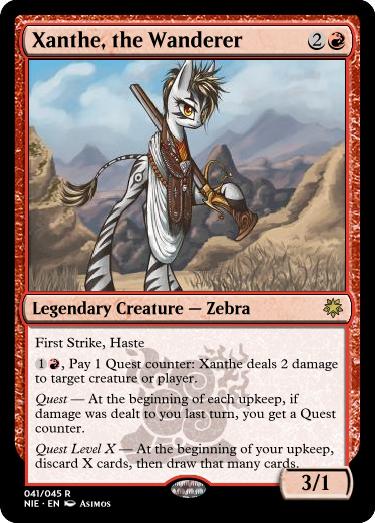 Xanthe, the Wanderer 2
Legendary Creature — Zebra
First Strike, Haste
1, Pay 1 Quest counter: Xanthe deals 2 damage
to target creature or player.
Quest — At the beginning of each upkeep, if
damage was dealt to you last turn, you get a Quest
counter.
Quest Level X — At the beginning of your upkeep,
discard X cards, then draw that many cards.
3/1
041/045 R
NIE • EN Asimos